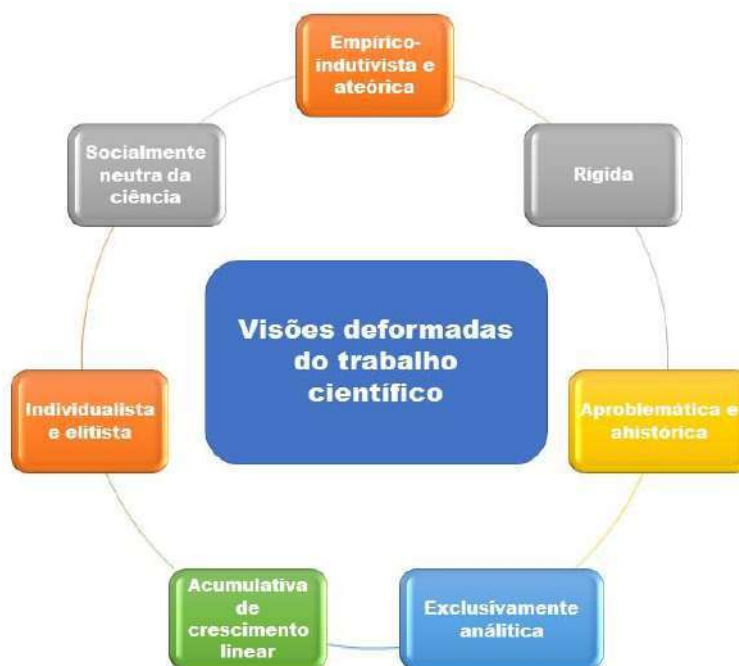 Empírico-
indutivista e
ateórica
Socialmente
neutra da
ciência
Rígida
Visões deformadas
do trabalho
científico
Individualista
e elitista
Aproblemática e
ahistórica
Acumulativa
de
crescimento
linear
Exclusivamente
análitica